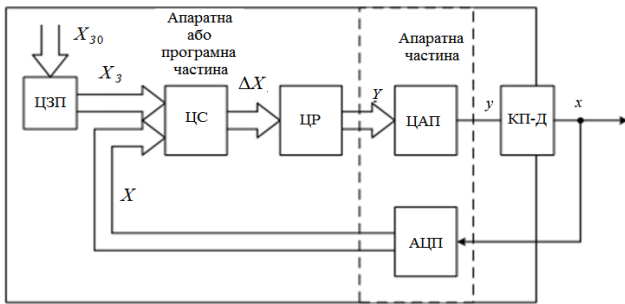 Апаратна
або
програмна
частина
Апаратна
частина
X₃₀
X₃
ΔX
Y
y
x
ЦЗП
ЦС
ЦР
ЦАП
КП-Д
X
АЦП